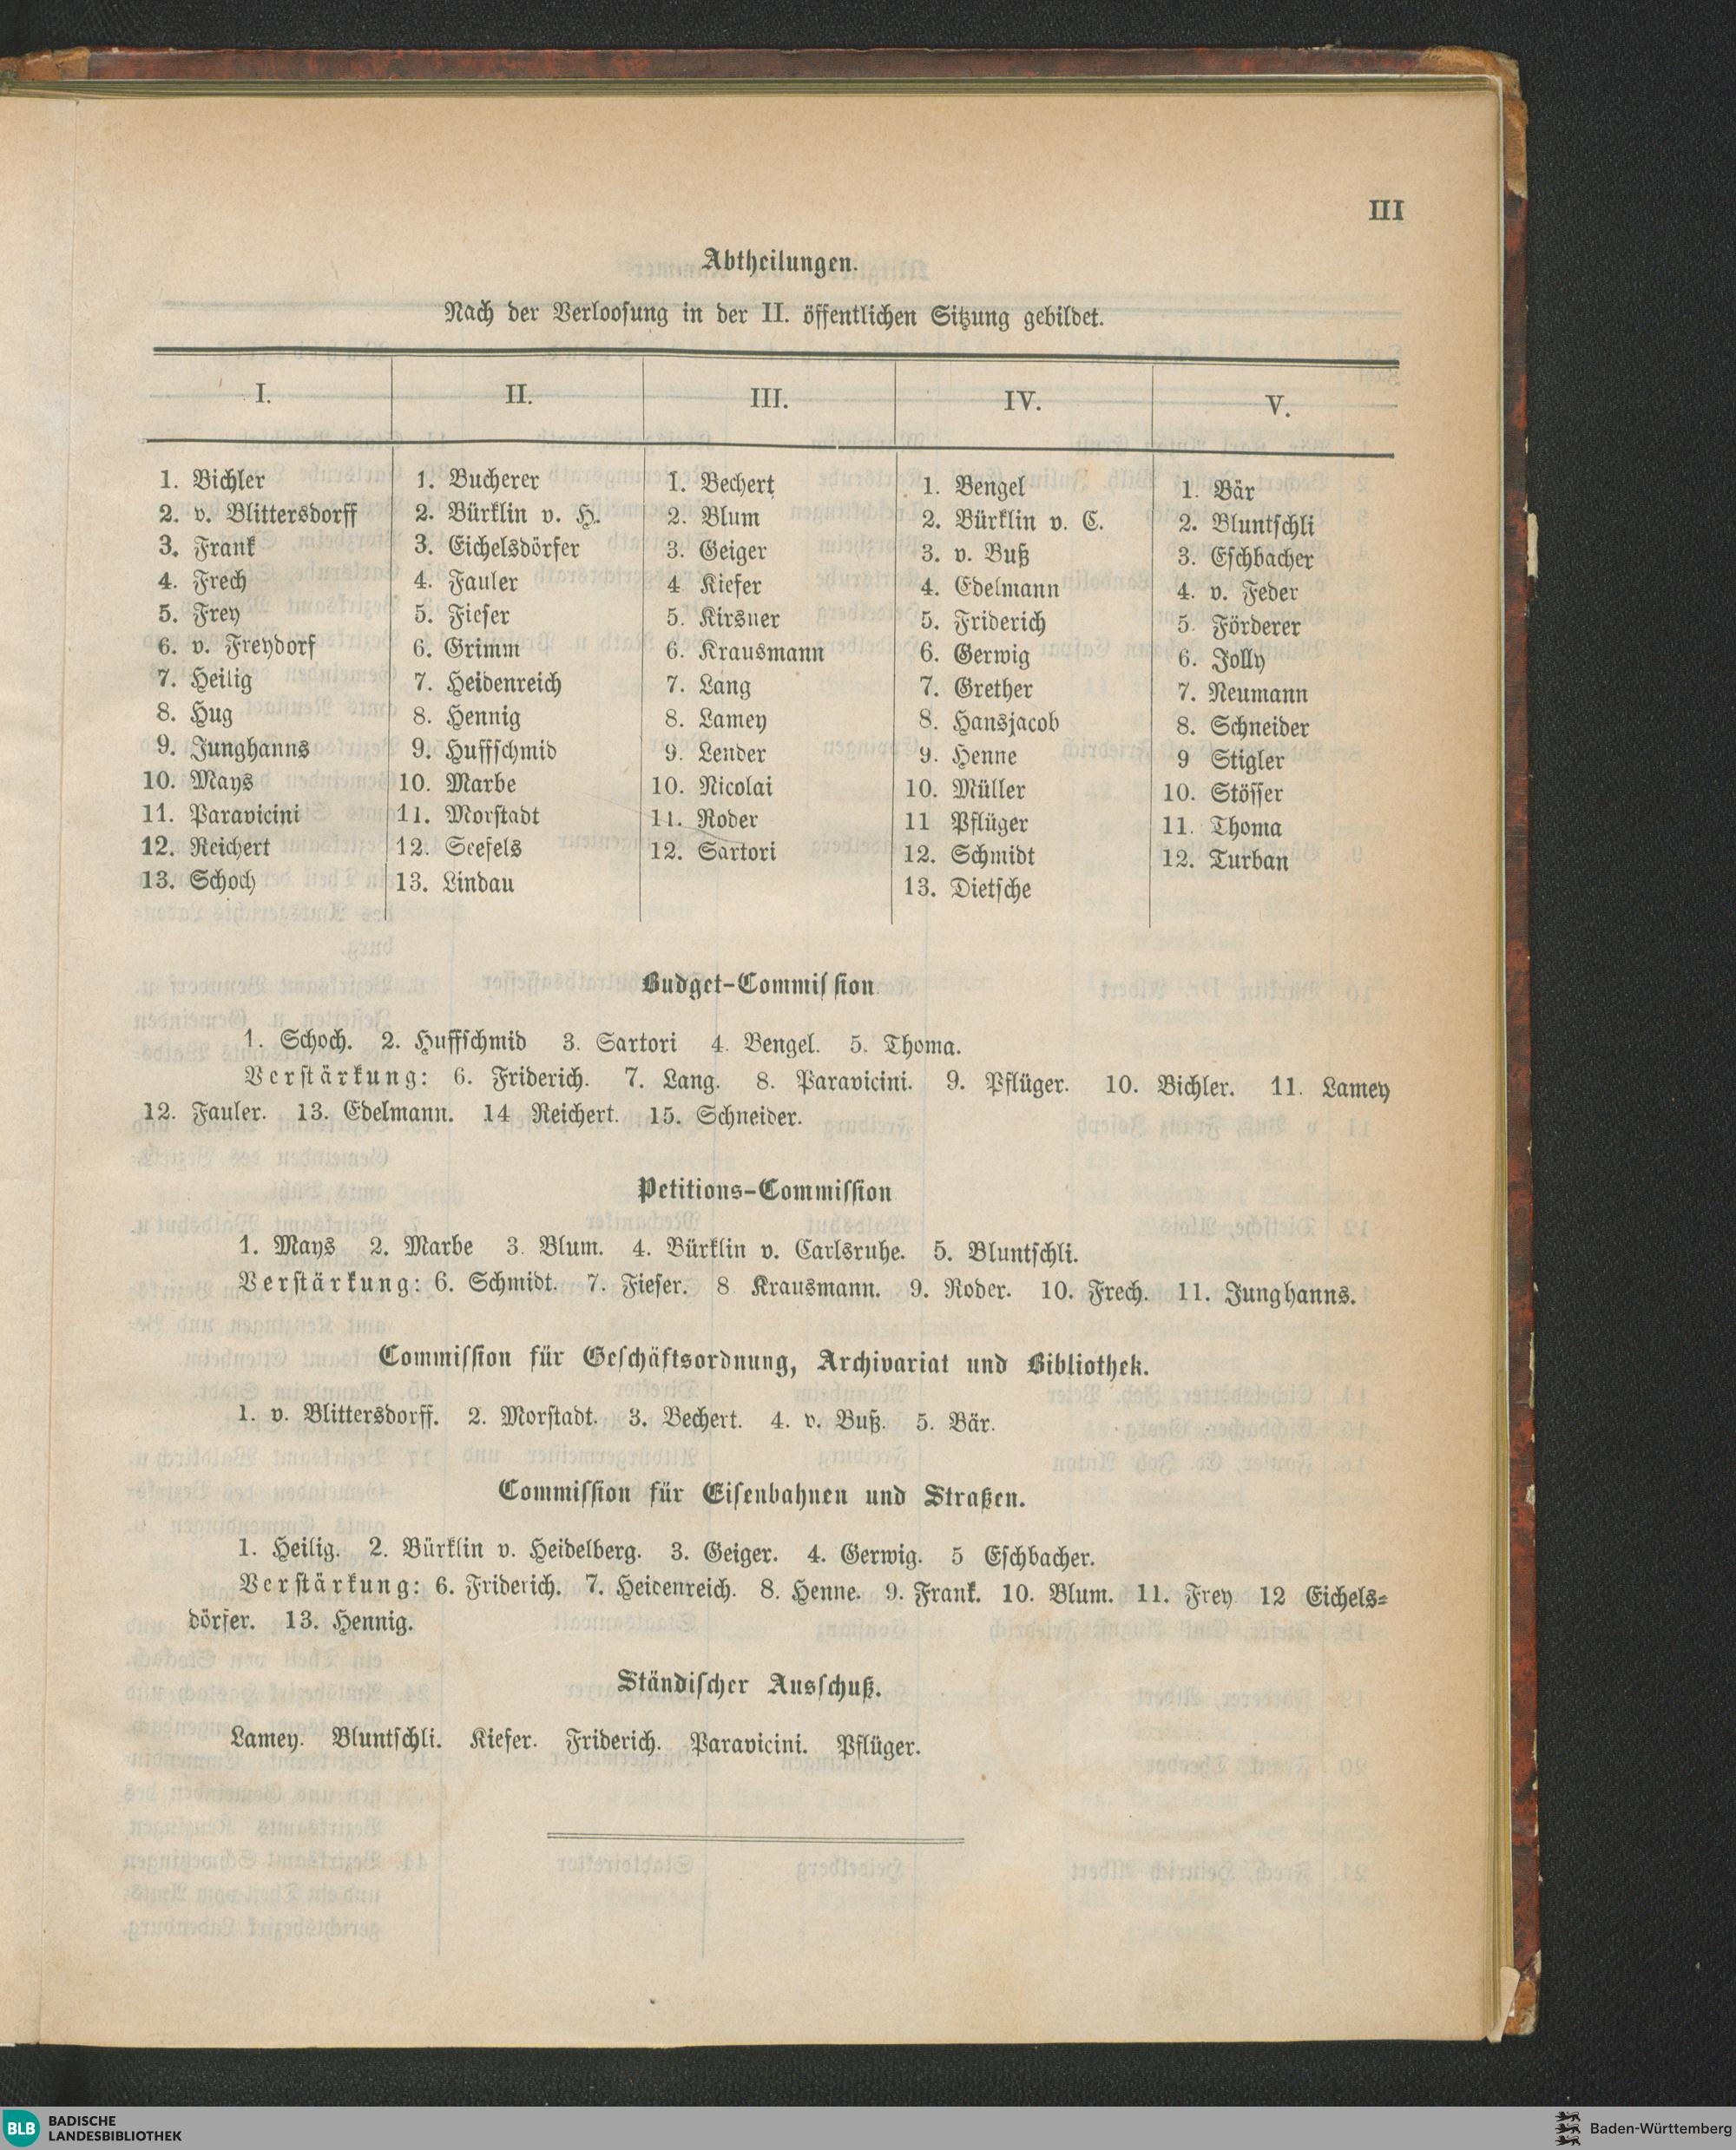 III
Abtheilungen.
Nach der Verloosung in der II. öffentlichen Sitzung gebildet.
I. II. III. IV. V.
1. Bichler 1. Bucherer 1. Bechert 1. Bengel 1. Bär
2. v. Blittersdorff 2. Bürklin v. H. 2. Blum 2. Bürklin v. C. 2. Bluntschli
3. Frank 3. Eichelsdörfer 3. Geiger 3. v. Buß 3. Eschbacher
4. Frech 4. Fauler 4 Kiefer 4. Edelmann 4. v. Feder
5. Frey 5. Fieser 5. Kirsner 5. Friderich 5. Förderer
6. v. Freydorf 6. Grimm 6. Krausmann 6. Gerwig 6. Jolly
7. Heilig 7. Heidenreich 7. Lang 7. Grether 7. Neumann
8. Hug 8. Hennig 8. Lamey 8. Hansjacob 8. Schneider
9. Junghanns 9. Huffschmid 9. Lender 9. Henne 9 Stigler
10. Mays 10. Marbe 10. Nicolai 10. Müller 10. Stösser
11. Paravicini 11. Morstadt 11. Roder 11 Pflüger 11. Thoma
12. Reichert 12. Seefels 12. Sartori 12. Schmidt 12. Turban
13. Schoch 13. Lindau 13. Dietsche
Budget-Commission
1. Schoch. 2. Huffschmid 3. Sartori 4. Bengel. 5. Thoma.
Verstärkung: 6. Friderich. 7. Lang. 8. Paravicini. 9. Pflüger. 10. Bichler. 11. Lamey
12. Fauler. 13. Edelmann. 14 Reichert. 15. Schneider.
Petitions-Commission
1. Mays 2. Marbe 3. Blum. 4. Bürklin v. Carlsruhe. 5. Bluntschli.
Verstärkung: 6. Schmidt. 7. Fieser. 8 Krausmann. 9. Roder. 10. Frech. 11. Junghanns.
Commission für Geschäftsordnung, Archivariat und Bibliothek.
1. v. Blittersdorff. 2. Morstadt. 3. Bechert. 4. v. Buß. 5. Bär.
Commission für Eisenbahnen und Straßen.
1. Heilig. 2. Bürklin v. Heidelberg. 3. Geiger. 4. Gerwig. 5 Eschbacher.
Verstärkung: 6. Friderich. 7. Heidenreich. 8. Henne. 9. Frank. 10. Blum. 11. Frey 12 Eichels-
dörfer. 13. Hennig.
Ständischer Ausschuß.
Lamey. Bluntschli. Kiefer. Friderich. Paravicini. Pflüger.
BLB BADISCHE
LANDESBIBLIOTHEK
Baden-Württemberg